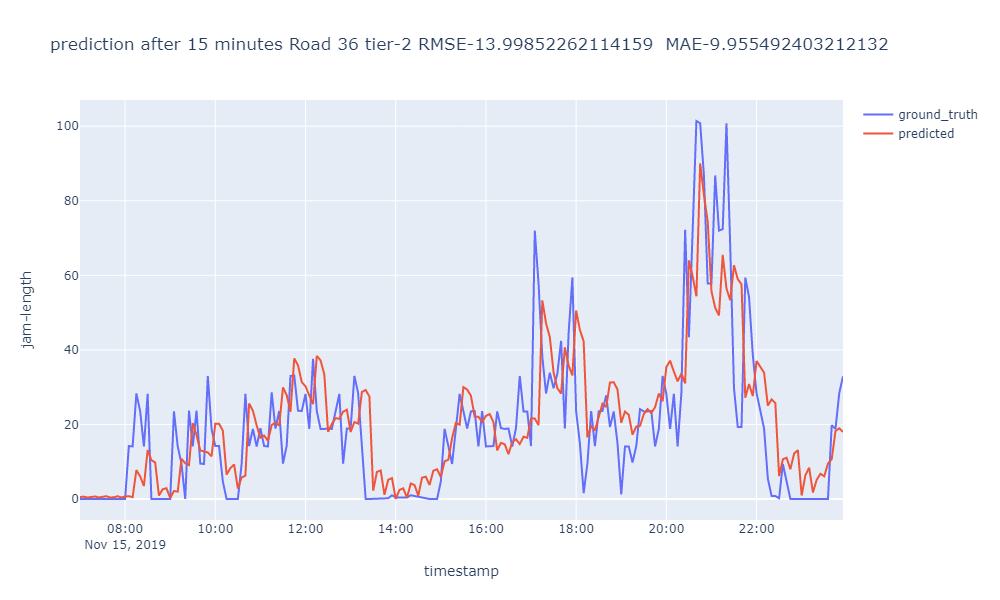 prediction after 15 minutes Road 36 tier-2 RMSE-13.99852262114159 MAE-9.955492403212132
ground_truth
predicted
100
80
60
40
20
0
jam-length
08:00 10:00 12:00 14:00 16:00 18:00 20:00 22:00
Nov 15, 2019
timestamp